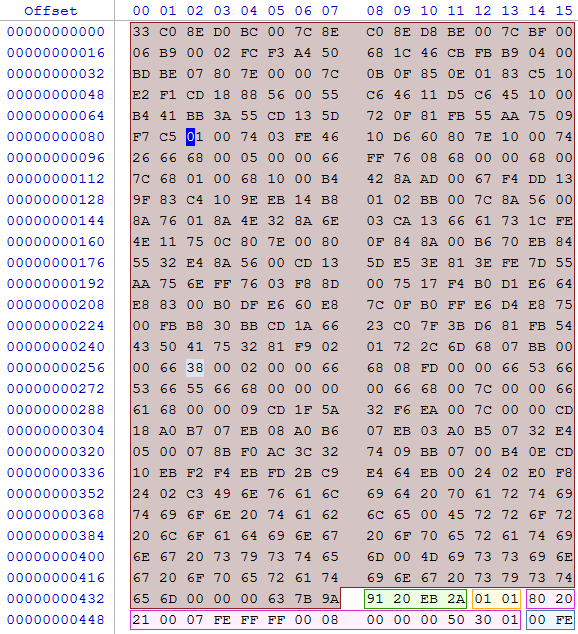 Offset 00 01 02 03 04 05 06 07 08 09 10 11 12 13 14 15
00000000000 33 C0 8E D0 BC 00 7C 8E C0 8E D8 BE 00 7C BF 00
00000000016 06 B9 00 02 FC F3 A4 50 68 1C 46 CB FB B9 04 00
00000000032 BD BE 07 80 7E 00 00 7C 0B 0F 85 0E 01 83 C5 10
00000000048 E2 F1 CD 18 88 56 00 55 C6 46 11 D5 C6 45 10 00
00000000064 B4 41 BB 3A 55 CD 13 5D 72 0F 81 FB 55 AA 75 09
00000000080 F7 C5 01 00 74 03 FE 46 10 D6 60 80 7E 10 00 74
00000000096 26 66 68 00 05 00 00 66 FF 76 08 68 00 00 68 00
00000000112 7C 68 01 00 68 10 00 B4 42 8A AD 00 67 F4 DD 13
00000000128 9F 83 C4 10 9E EB 14 B8 01 02 BB 00 7C 8A 56 00
00000000144 8A 76 01 8A 4E 32 8A 6E 03 CA 13 66 61 73 1C FE
00000000160 4E 11 75 0C 80 7E 00 80 0F 84 8A 00 B6 70 EB 84
00000000176 55 32 E4 8A 56 00 CD 13 5D E5 3E 81 3E FE 7D 55
00000000192 AA 75 6E FF 76 03 F8 8D 00 75 17 F4 B0 D1 E6 64
00000000208 E8 83 00 B0 DF E6 60 E8 7C 0F B0 FF E6 D4 E8 75
00000000224 00 FB B8 30 BB CD 1A 66 23 C0 7F 3B D6 81 FB 54
00000000240 43 50 41 75 32 81 F9 02 01 72 2C 6D 68 07 BB 00
00000000256 00 66 38 00 02 00 00 66 68 08 FD 00 00 66 53 66
00000000272 53 66 55 66 68 00 00 00 00 66 68 00 7C 00 00 66
00000000288 61 68 00 00 09 CD 1F 5A 32 F6 EA 00 7C 00 00 CD
00000000304 18 A0 B7 07 EB 08 A0 B6 07 EB 03 A0 B5 07 32 E4
00000000320 05 00 07 8B F0 AC 3C 32 74 09 BB 07 00 B4 0E CD
00000000336 10 EB F2 F4 EB FD 2B C9 E4 64 EB 00 24 02 E0 F8
00000000352 24 02 C3 49 6E 76 61 6C 69 64 20 70 61 72 74 69
00000000368 74 69 6F 6E 20 74 61 62 6C 65 00 45 72 72 6F 72
00000000384 20 6C 6F 61 64 69 6E 67 20 6F 70 65 72 61 74 69
00000000400 6E 67 20 73 79 73 74 65 6D 00 4D 69 73 73 69 6E
00000000416 67 20 6F 70 65 72 61 74 69 6E 67 20 73 79 73 74
00000000432 65 6D 00 00 00 63 7B 9A 91 20 EB 2A 01 01 80 20
00000000448 21 00 07 FE FF FF 00 08 00 00 00 50 30 01 00 FE